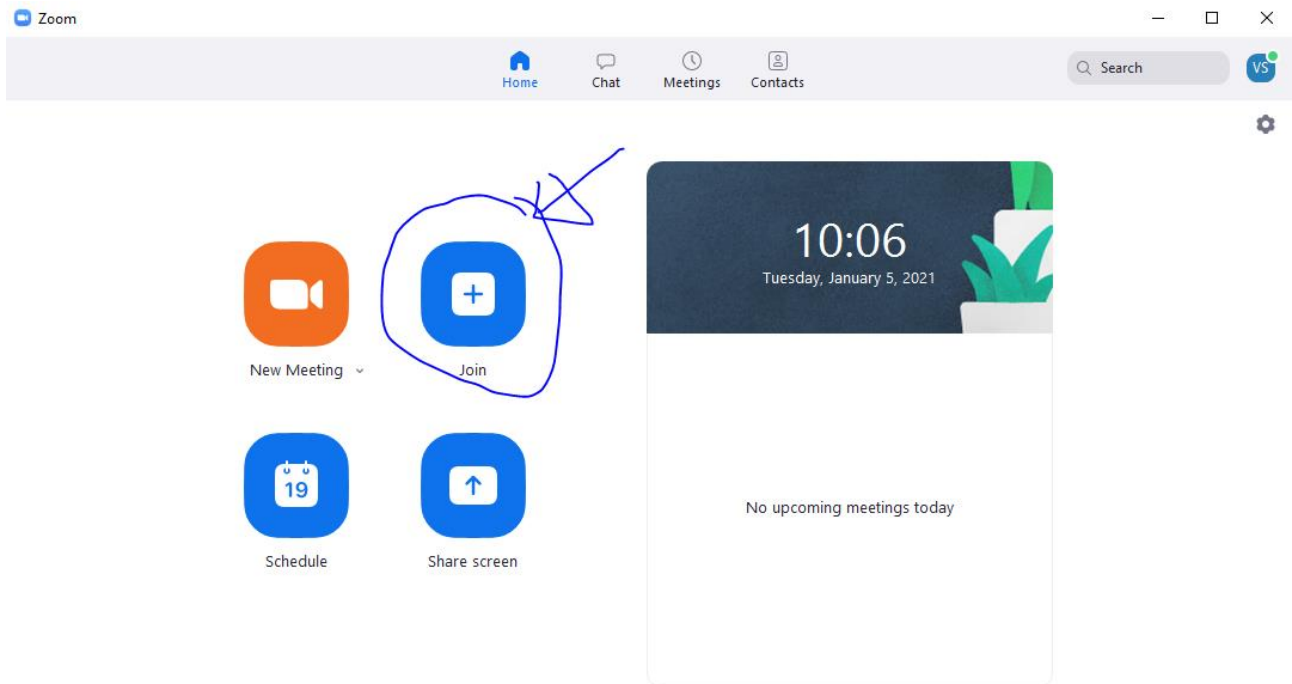 Zoom
Home Chat Meetings Contacts
Search
VS
10:06
Tuesday, January 5, 2021
New Meeting
Join
19
Schedule
Share screen
No upcoming meetings today